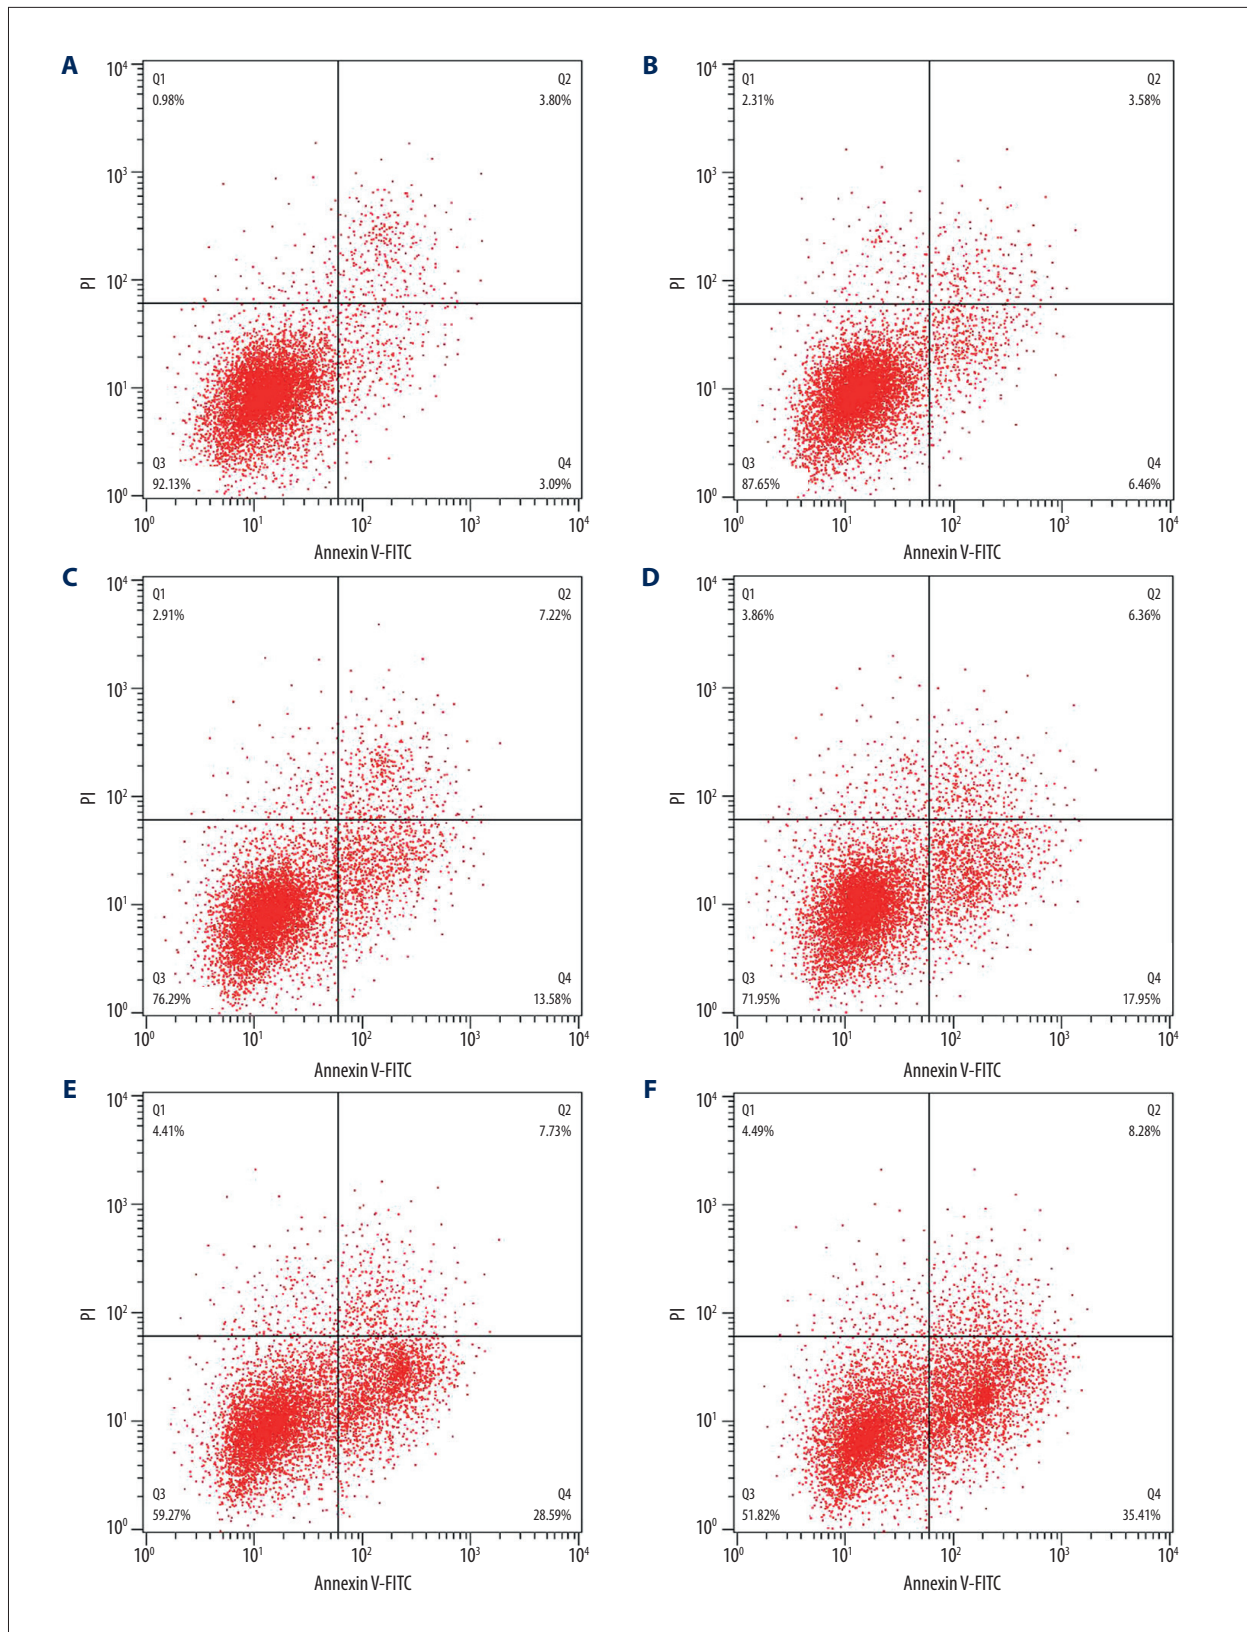 A
B
10⁴
Q1
0.98%
Q2
3.80%
10³
10²
PI
10¹
Q3
92.13%
Q4
3.09%
10⁰
10⁰ 10¹ 10² 10³ 10⁴
Annexin V-FITC
10⁴
Q1
2.31%
Q2
3.58%
10³
10²
PI
10¹
Q3
87.65%
Q4
6.46%
10⁰
10⁰ 10¹ 10² 10³ 10⁴
Annexin V-FITC
C
D
10⁴
Q1
2.91%
Q2
7.22%
10³
10²
PI
10¹
Q3
76.29%
Q4
13.58%
10⁰
10⁰ 10¹ 10² 10³ 10⁴
Annexin V-FITC
10⁴
Q1
3.86%
Q2
6.36%
10³
10²
PI
10¹
Q3
71.95%
Q4
17.95%
10⁰
10⁰ 10¹ 10² 10³ 10⁴
Annexin V-FITC
E
F
10⁴
Q1
4.41%
Q2
7.73%
10³
10²
PI
10¹
Q3
59.27%
Q4
28.59%
10⁰
10⁰ 10¹ 10² 10³ 10⁴
Annexin V-FITC
10⁴
Q1
4.49%
Q2
8.28%
10³
10²
PI
10¹
Q3
51.82%
Q4
35.41%
10⁰
10⁰ 10¹ 10² 10³ 10⁴
Annexin V-FITC